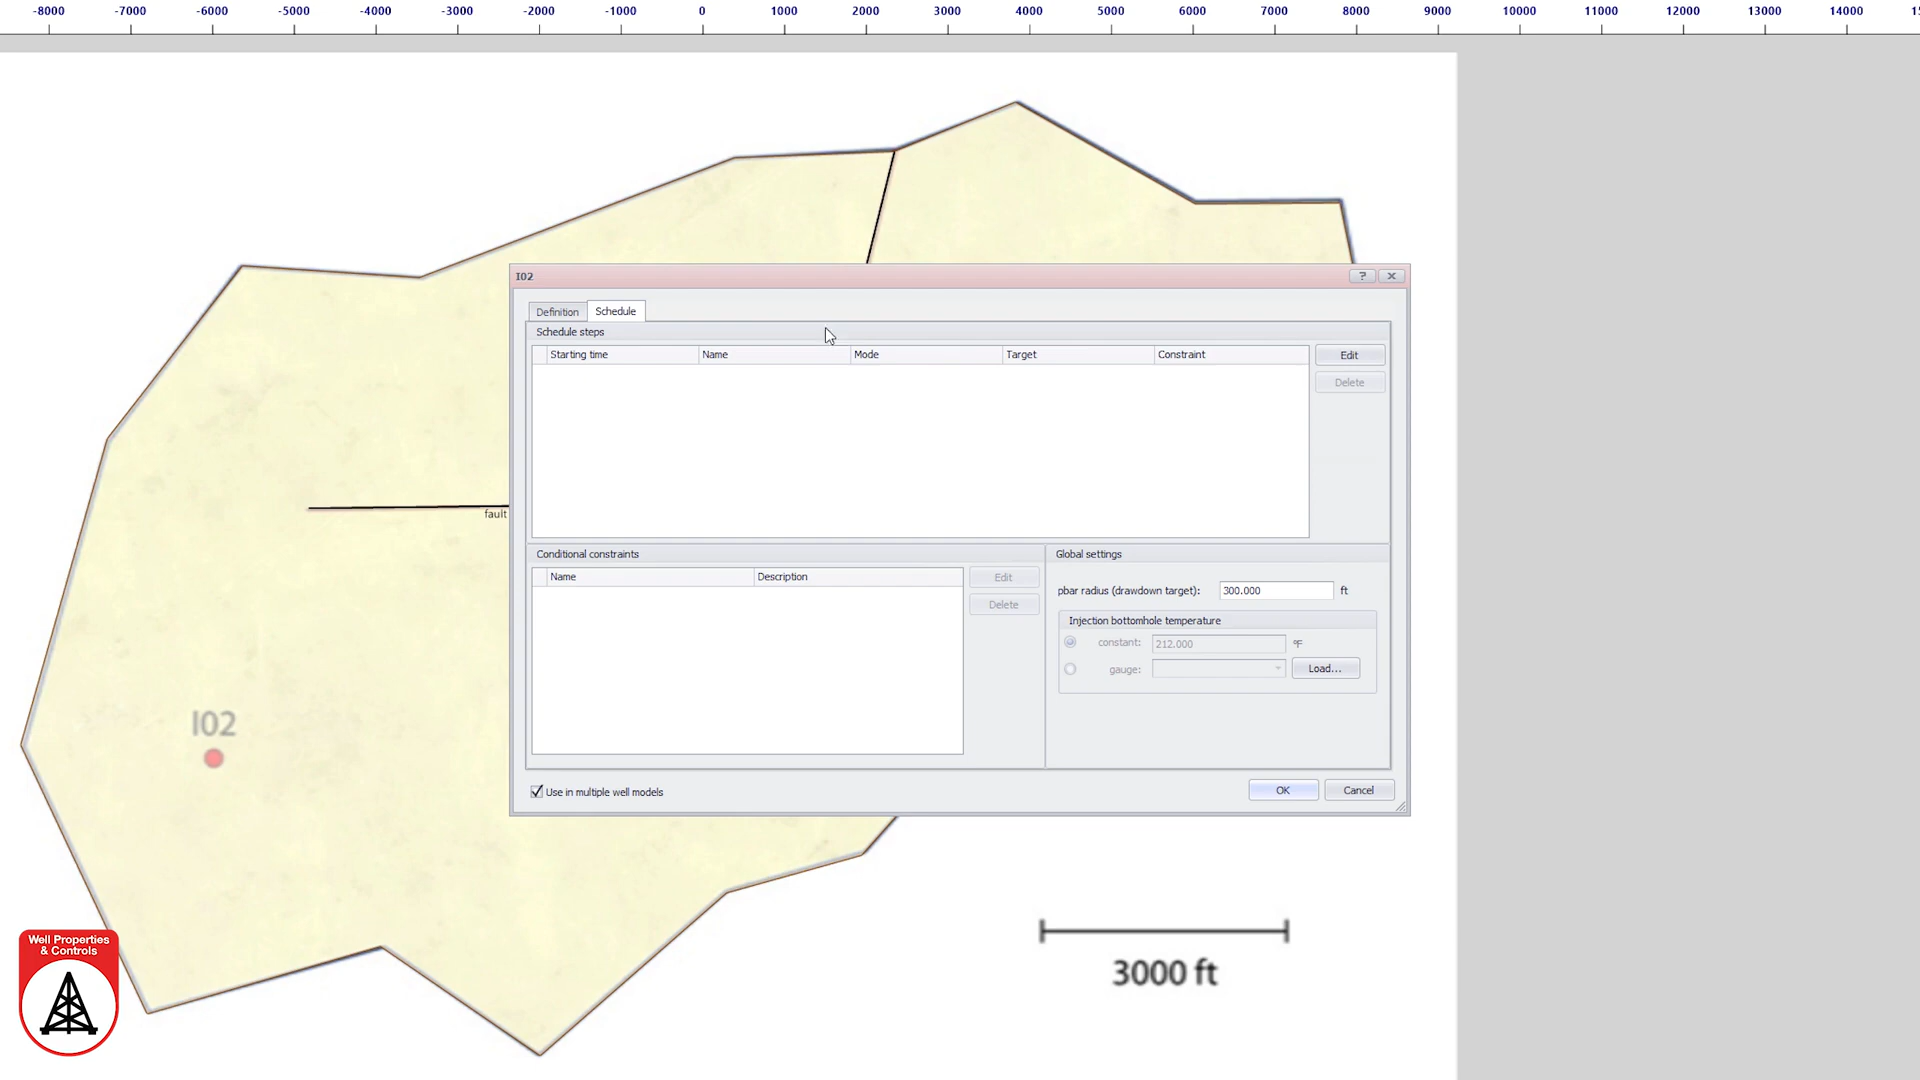 -8000 -7000 -6000 -5000 -4000 -3000 -2000 -1000 0 1000 2000 3000 4000 5000 6000 7000 8000 9000 10000 11000 12000 13000 14000
I02
Definition Schedule
Schedule steps
Starting time Name Mode Target Constraint
Edit
Delete
fault
Conditional constraints
Name Description
Edit
Delete
Global settings
pbar radius (drawdown target): 300.000 ft
Injection bottomhole temperature
constant: 212.000 °F
gauge: Load...
Use in multiple well models
OK Cancel
I02
Well Properties
& Controls
3000 ft